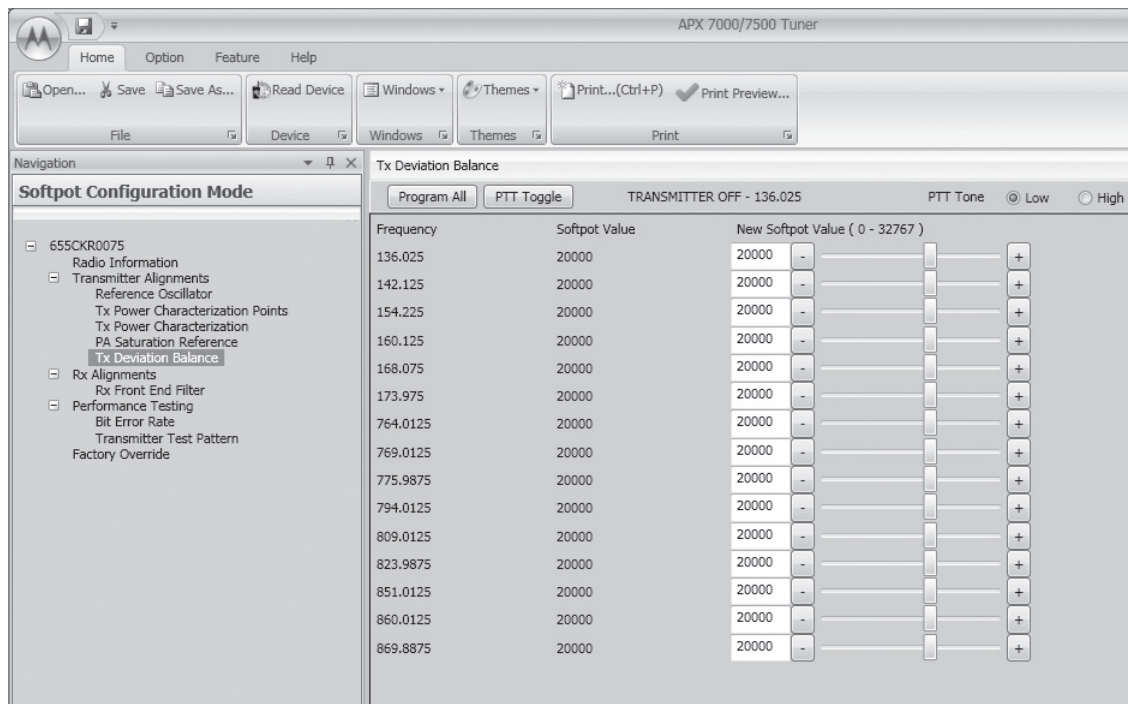 APX 7000/7500 Tuner
Home Option Feature Help
Open... Save Save As... Read Device Windows Themes Print...(Ctrl+P) Print Preview...
File Device Windows Themes Print
Navigation
Softpot Configuration Mode
655CKR0075
Radio Information
Transmitter Alignments
Reference Oscillator
Tx Power Characterization Points
Tx Power Characterization
PA Saturation Reference
Tx Deviation Balance
Rx Alignments
Rx Front End Filter
Performance Testing
Bit Error Rate
Transmitter Test Pattern
Factory Override
Tx Deviation Balance
Program All PTT Toggle TRANSMITTER OFF - 136.025 PTT Tone Low High
Frequency Softpot Value New Softpot Value ( 0 - 32767 )
136.025 20000 20000 - +
142.125 20000 20000 - +
154.225 20000 20000 - +
160.125 20000 20000 - +
168.075 20000 20000 - +
173.975 20000 20000 - +
764.0125 20000 20000 - +
769.0125 20000 20000 - +
775.9875 20000 20000 - +
794.0125 20000 20000 - +
809.0125 20000 20000 - +
823.9875 20000 20000 - +
851.0125 20000 20000 - +
860.0125 20000 20000 - +
869.8875 20000 20000 - +